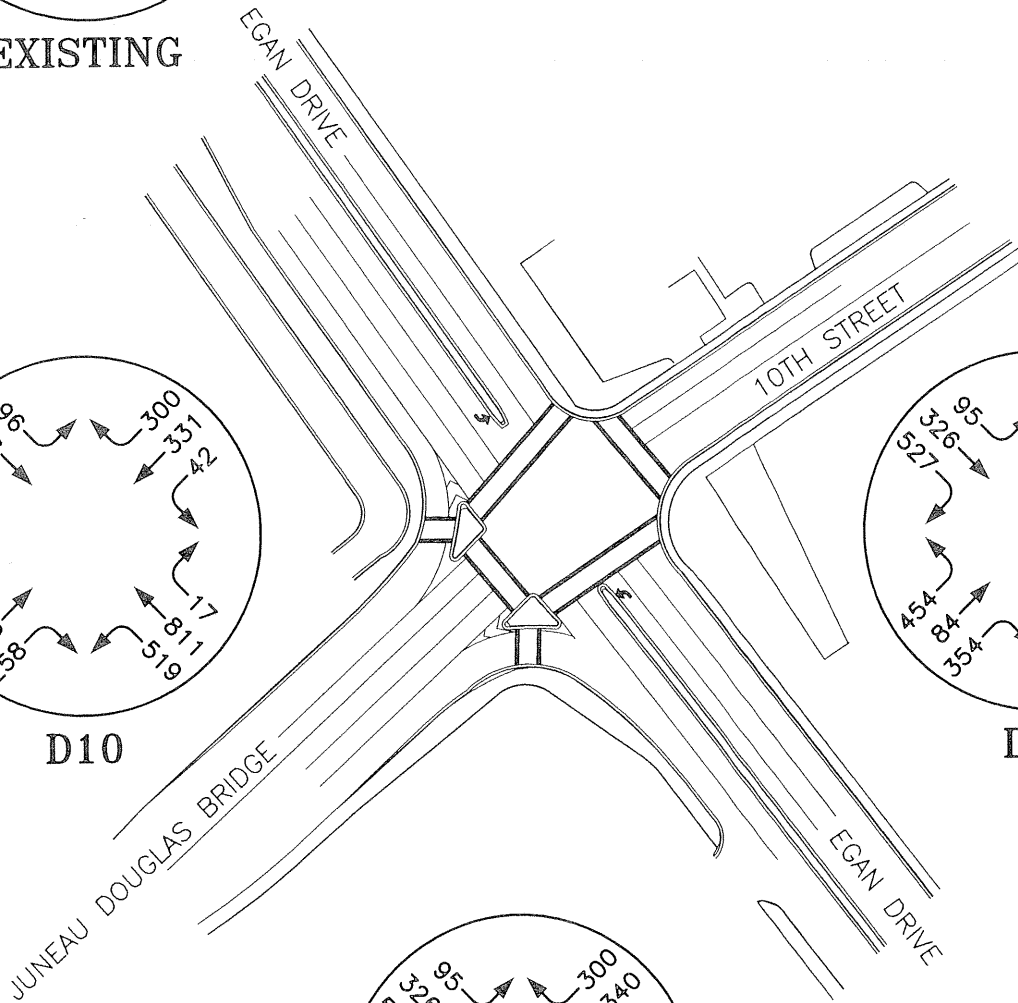 EXISTING
EGAN DRIVE
10TH STREET
300
331
42
17
811
519
D10
95
326
527
454
84
354
JUNEAU DOUGLAS BRIDGE
EGAN DRIVE
95
300
340